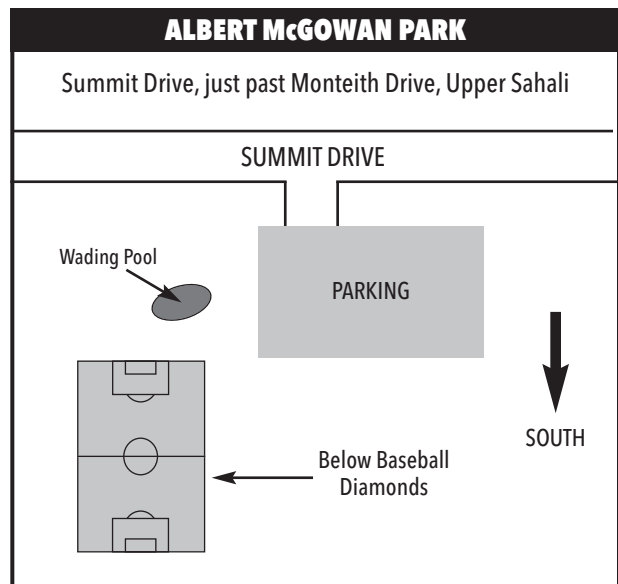 ALBERT McGOWAN PARK
Summit Drive, just past Monteith Drive, Upper Sahali
SUMMIT DRIVE
Wading Pool
PARKING
SOUTH
Below Baseball
Diamonds